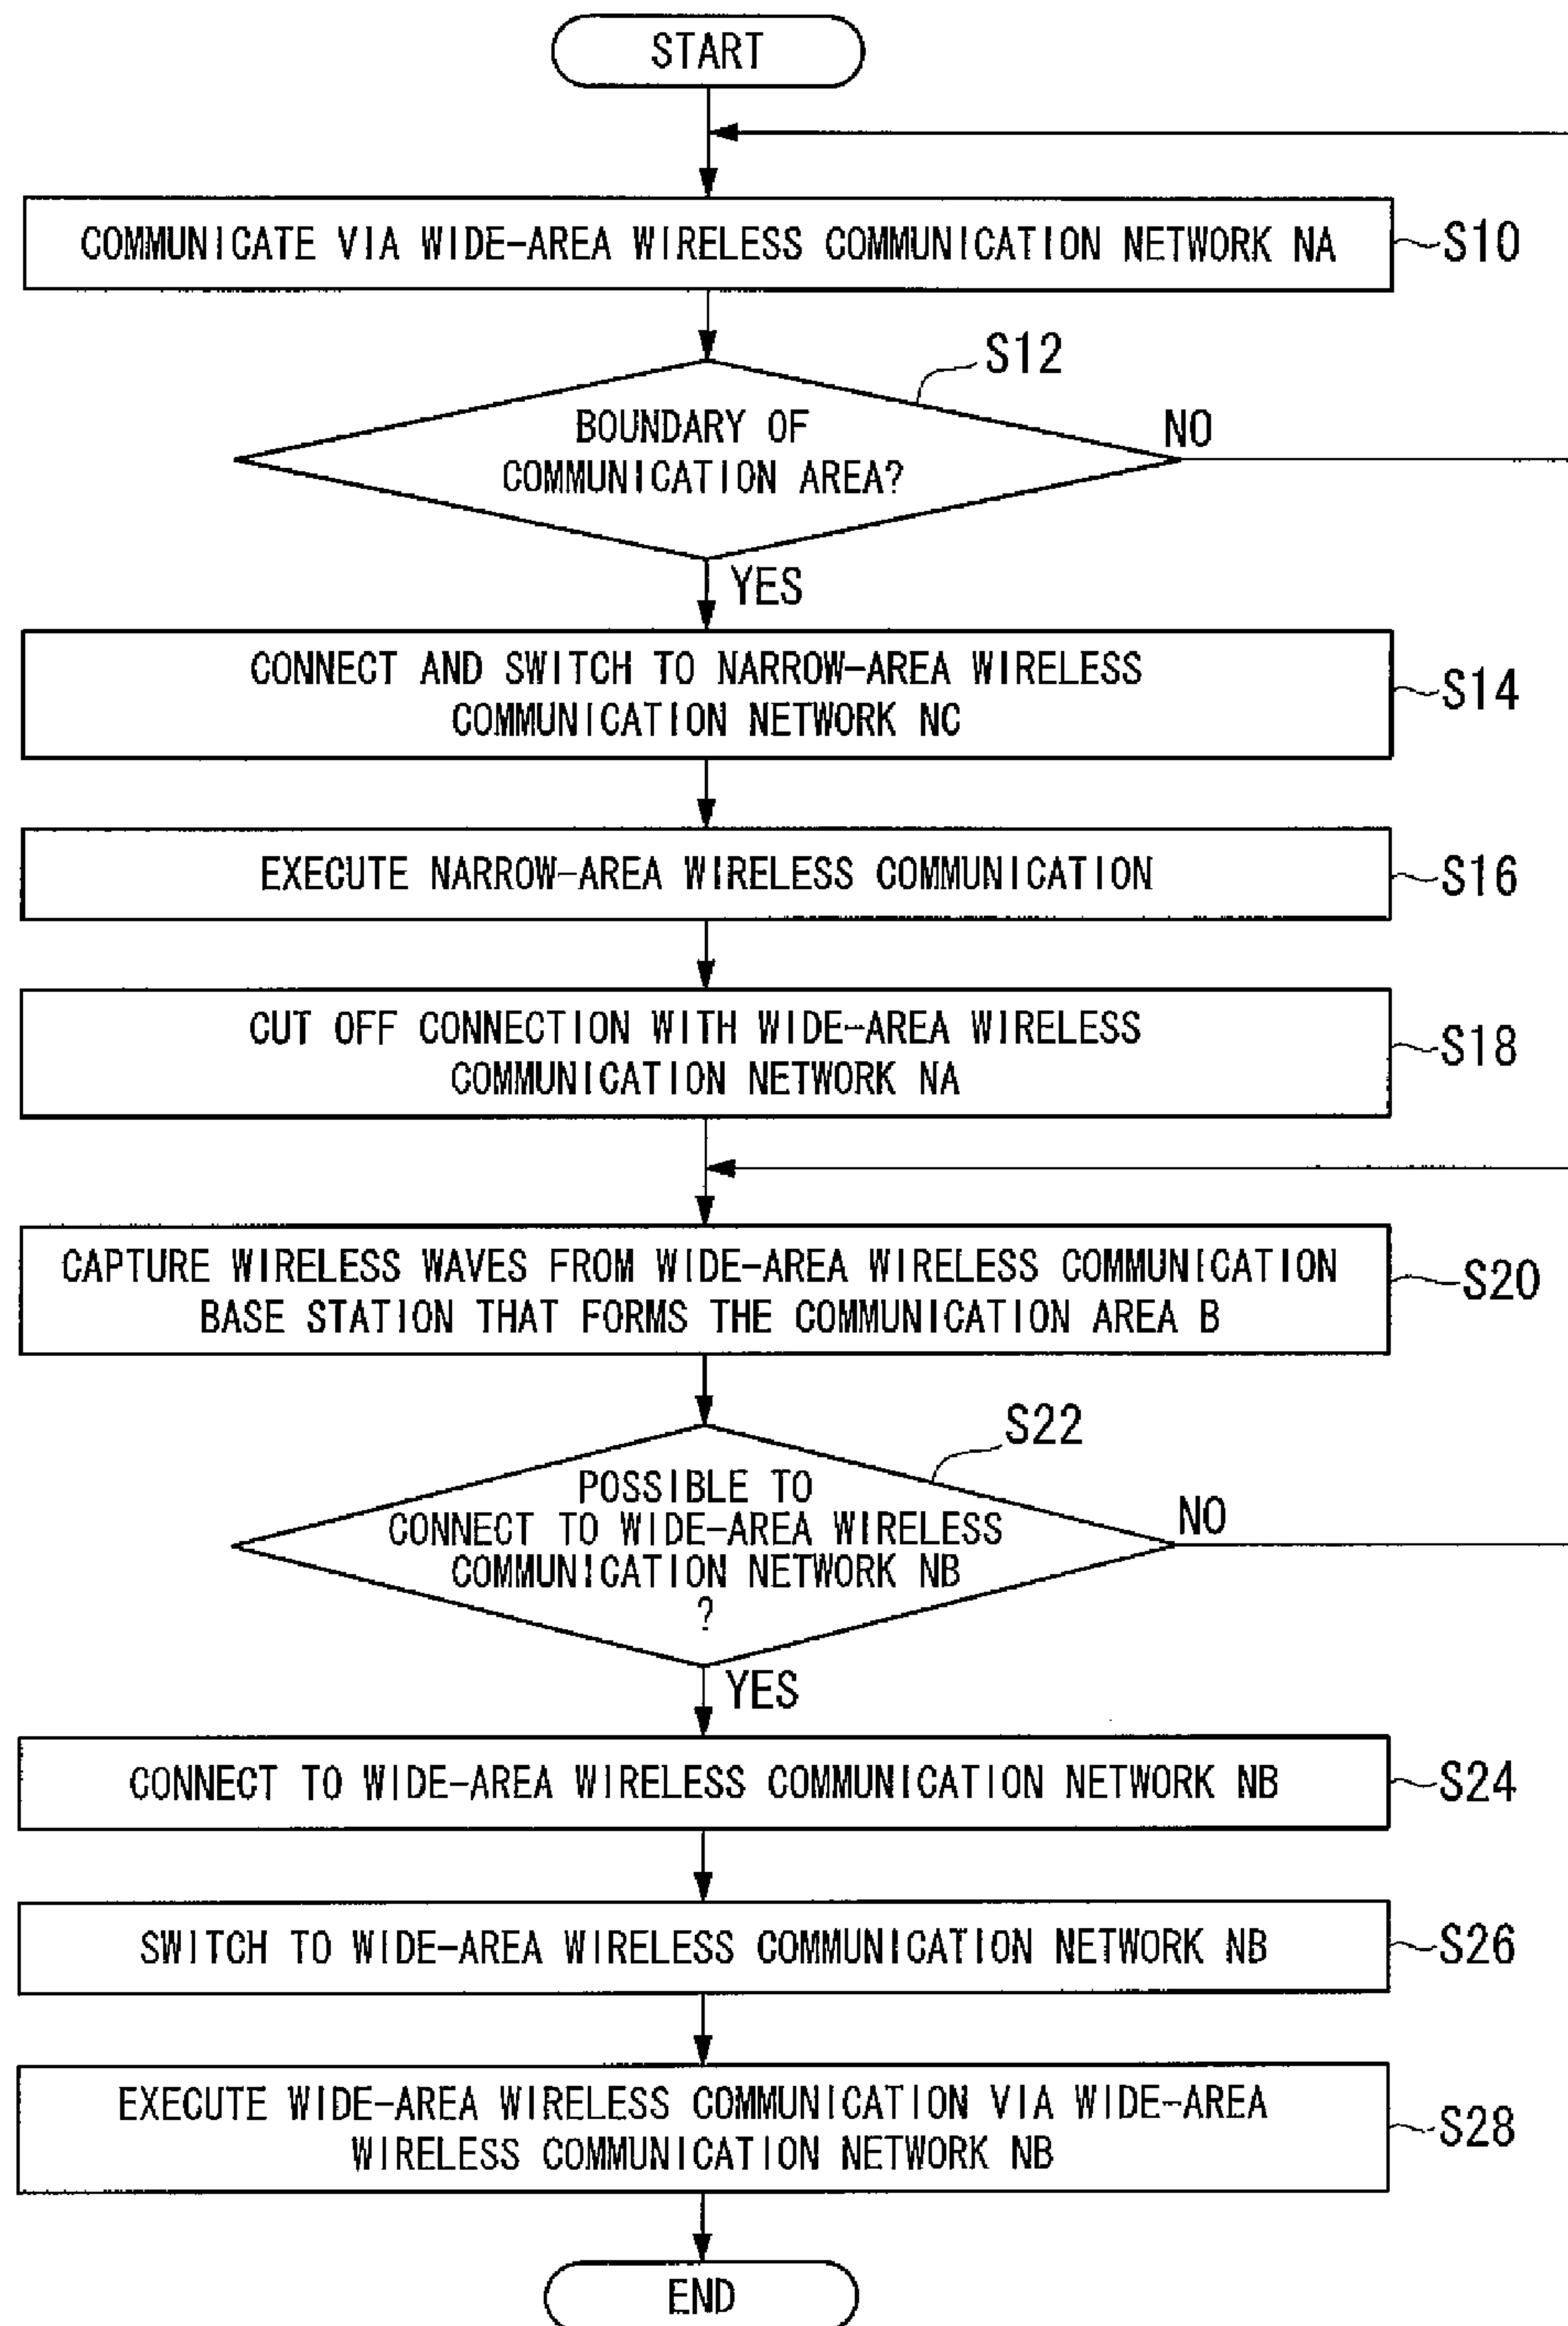 START
COMMUNICATE VIA WIDE-AREA WIRELESS COMMUNICATION NETWORK NA
S10
S12
BOUNDARY OF
COMMUNICATION AREA?
NO
YES
CONNECT AND SWITCH TO NARROW-AREA WIRELESS
COMMUNICATION NETWORK NC
S14
EXECUTE NARROW-AREA WIRELESS COMMUNICATION
S16
CUT OFF CONNECTION WITH WIDE-AREA WIRELESS
COMMUNICATION NETWORK NA
S18
CAPTURE WIRELESS WAVES FROM WIDE-AREA WIRELESS COMMUNICATION
BASE STATION THAT FORMS THE COMMUNICATION AREA B
S20
S22
POSSIBLE TO
CONNECT TO WIDE-AREA WIRELESS
COMMUNICATION NETWORK NB
?
NO
YES
CONNECT TO WIDE-AREA WIRELESS COMMUNICATION NETWORK NB
S24
SWITCH TO WIDE-AREA WIRELESS COMMUNICATION NETWORK NB
S26
EXECUTE WIDE-AREA WIRELESS COMMUNICATION VIA WIDE-AREA
WIRELESS COMMUNICATION NETWORK NB
S28
END